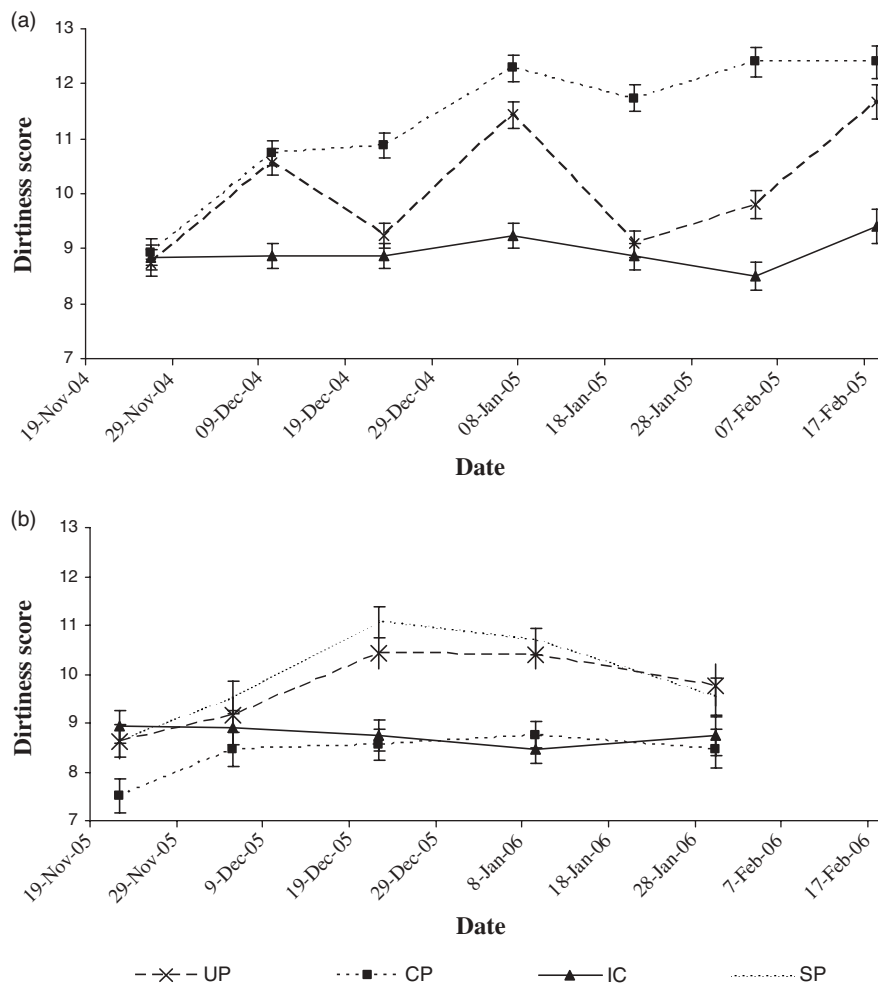 (a)
13
12
11
10
9
8
7
Dirtiness score
19-Nov-04
29-Nov-04
09-Dec-04
19-Dec-04
29-Dec-04
08-Jan-05
18-Jan-05
28-Jan-05
07-Feb-05
17-Feb-05
Date
(b)
13
12
11
10
9
8
7
Dirtiness score
19-Nov-05
29-Nov-05
9-Dec-05
19-Dec-05
29-Dec-05
8-Jan-06
18-Jan-06
28-Jan-06
7-Feb-06
17-Feb-06
Date
UP CP IC SP